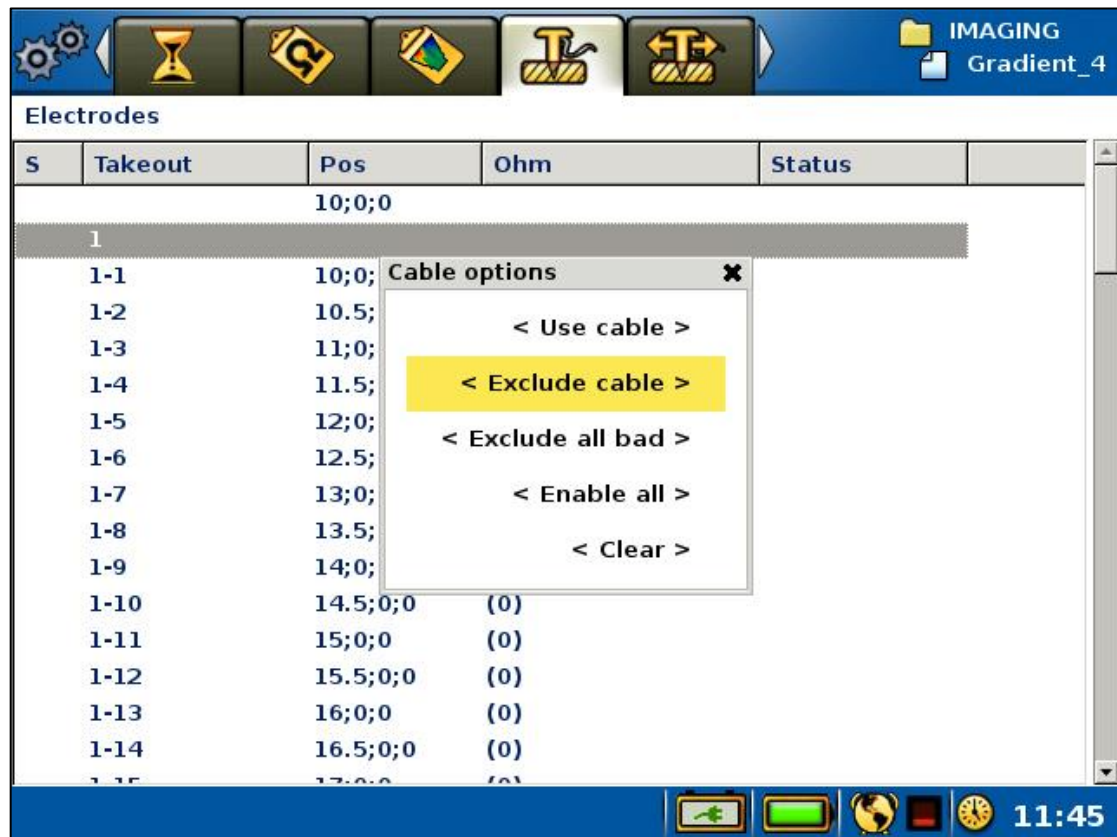 IMAGING
Gradient_4
Electrodes
S Takeout Pos Ohm Status
10;0;0
1
1-1 10;0;
1-2 10.5;
1-3 11;0;
1-4 11.5;
1-5 12;0;
1-6 12.5;
1-7 13;0;
1-8 13.5;
1-9 14;0;
Cable options
< Use cable >
< Exclude cable >
< Exclude all bad >
< Enable all >
< Clear >
1-10 14.5;0;0 (0)
1-11 15;0;0 (0)
1-12 15.5;0;0 (0)
1-13 16;0;0 (0)
1-14 16.5;0;0 (0)
11:45